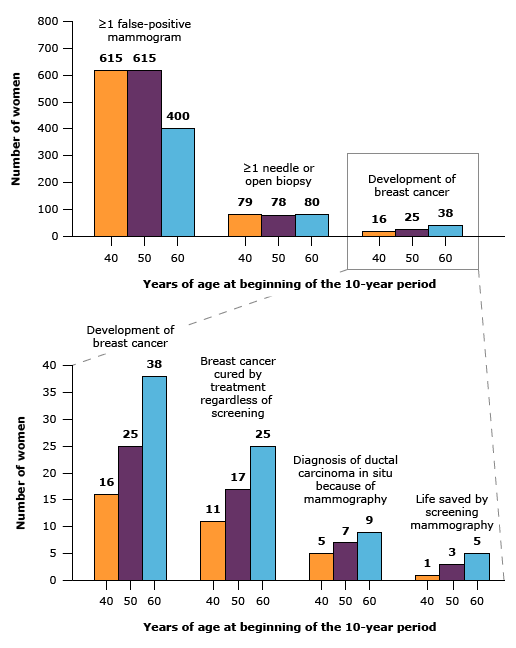 800
700
600
500
400
300
200
100
0
Number of women
≥1 false-positive
mammogram
615 615
400
≥1 needle or
open biopsy
79 78 80
Development of
breast cancer
16 25 38
40 50 60 40 50 60 40 50 60
Years of age at beginning of the 10-year period
40
35
30
25
20
15
10
5
0
Number of women
Development of
breast cancer
16 25 38
Breast cancer
cured by
treatment
regardless of
screening
11 17 25
Diagnosis of ductal
carcinoma in situ
because of
mammography
5 7 9
Life saved by
screening
mammography
1 3 5
40 50 60 40 50 60 40 50 60 40 50 60
Years of age at beginning of the 10-year period